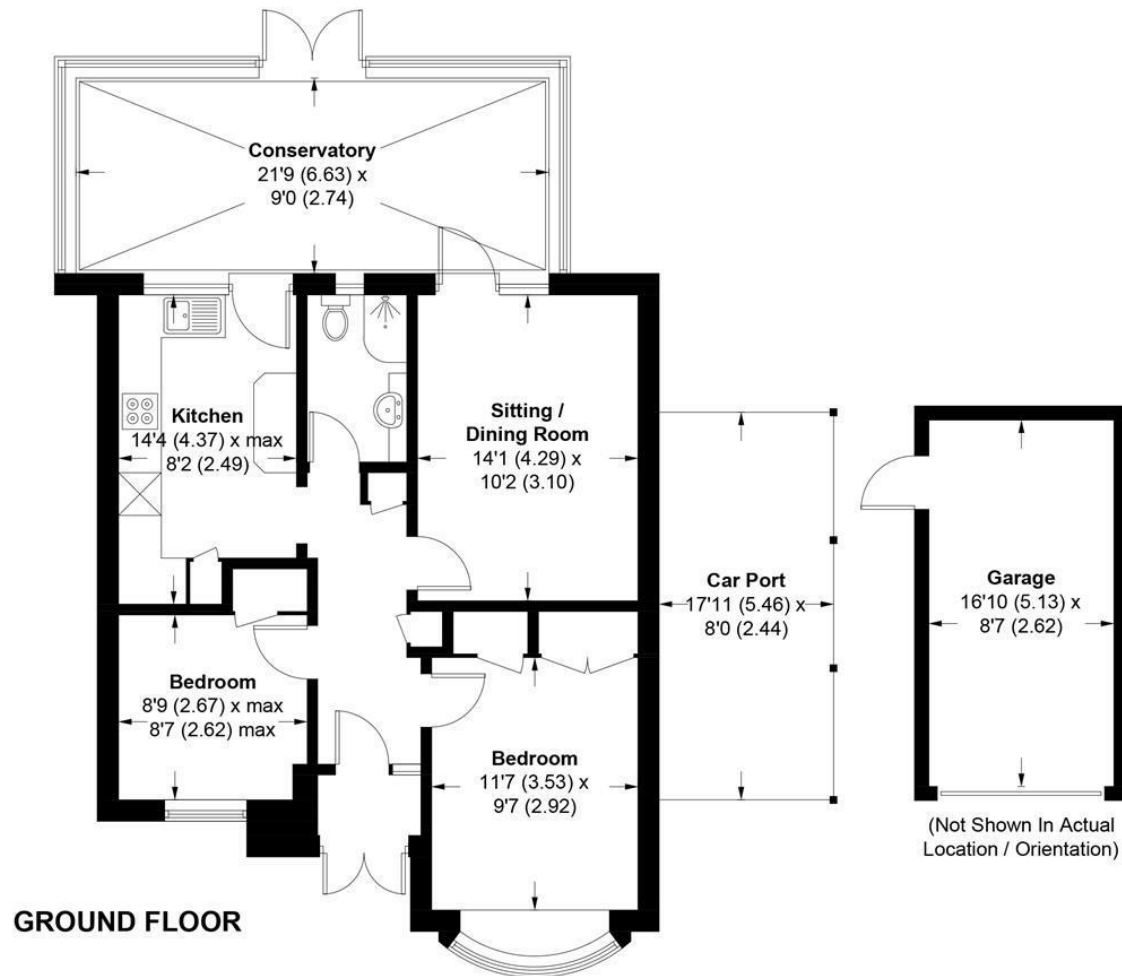 Conservatory
21'9 (6.63) x
9'0 (2.74)
Kitchen
14'4 (4.37) x max
8'2 (2.49)
Sitting /
Dining Room
14'1 (4.29) x
10'2 (3.10)
Car Port
17'11 (5.46) x
8'0 (2.44)
Garage
16'10 (5.13) x
8'7 (2.62)
(Not Shown In Actual
Location / Orientation)
Bedroom
8'9 (2.67) x max
8'7 (2.62) max
Bedroom
11'7 (3.53) x
9'7 (2.92)
GROUND FLOOR